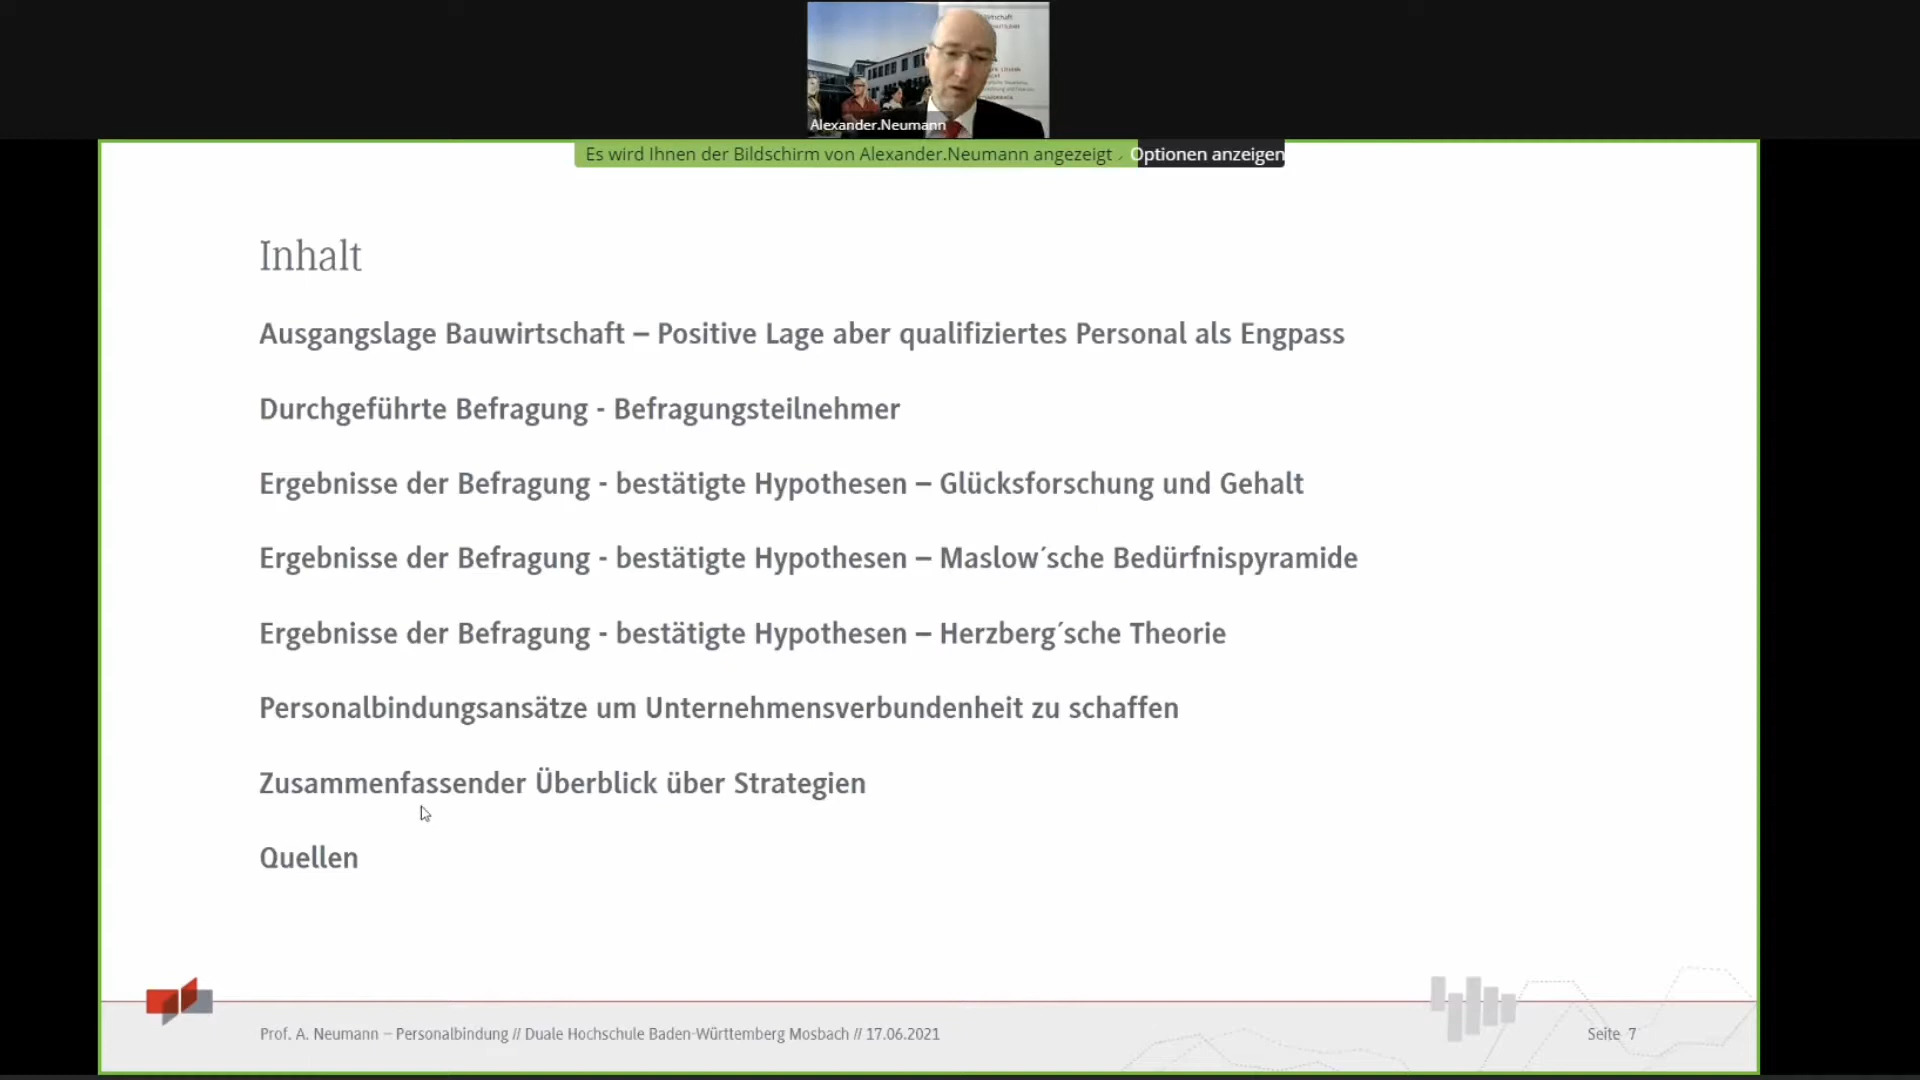 Alexander.Neumann
Es wird Ihnen der Bildschirm von Alexander.Neumann angezeigt Optionen anzeigen
Inhalt
Ausgangslage Bauwirtschaft – Positive Lage aber qualifiziertes Personal als Engpass
Durchgeführte Befragung - Befragungsteilnehmer
Ergebnisse der Befragung - bestätigte Hypothesen – Glücksforschung und Gehalt
Ergebnisse der Befragung - bestätigte Hypothesen – Maslow´sche Bedürfnispyramide
Ergebnisse der Befragung - bestätigte Hypothesen – Herzberg´sche Theorie
Personalbindungsansätze um Unternehmensverbundenheit zu schaffen
Zusammenfassender Überblick über Strategien
Quellen
Prof. A. Neumann – Personalbindung // Duale Hochschule Baden-Württemberg Mosbach // 17.06.2021
Seite 7